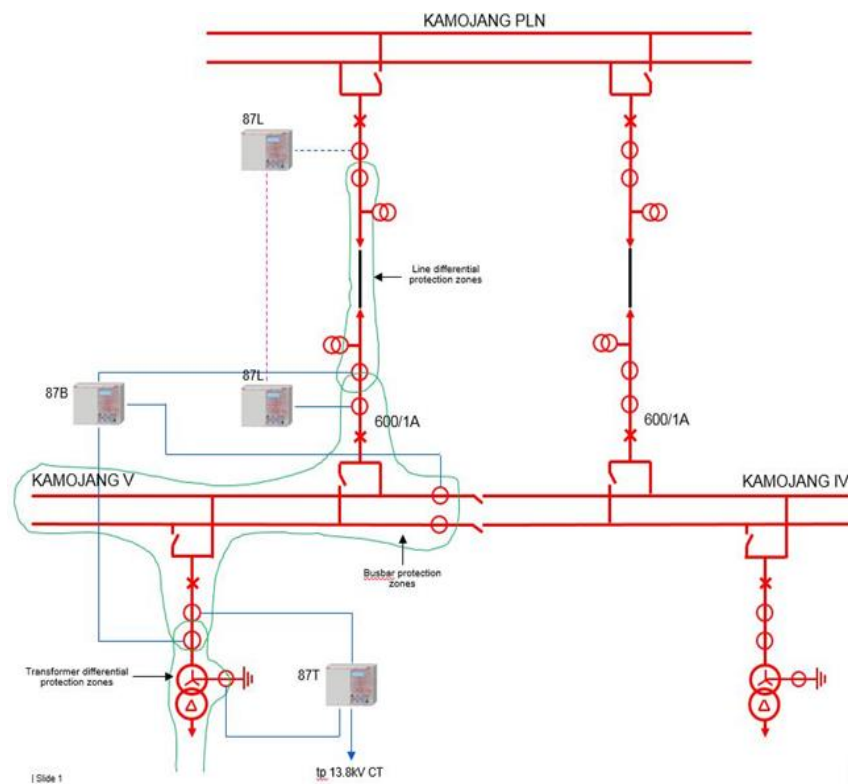 KAMOJANG PLN
87L
Line differential
protection zones
87B
87L
600/1A
600/1A
KAMOJANG V
KAMOJANG IV
Busbar protection
zones
Transformer differential
protection zones
87T
tp 13.8kV CT
| Slide 1